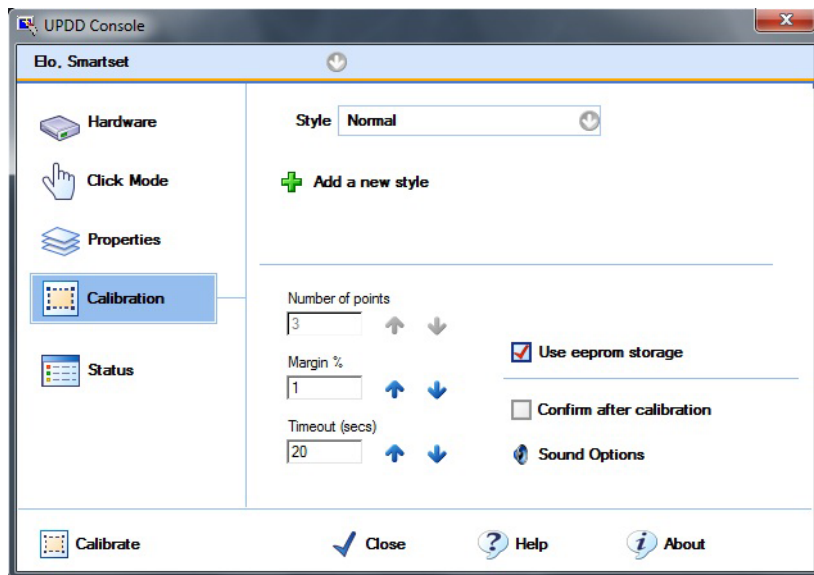 UPDD Console
Elo, Smartset
Hardware
Click Mode
Properties
Calibration
Status
Style Normal
Add a new style
Number of points
3
Margin %
1
Timeout (secs)
20
Use eeprom storage
Confirm after calibration
Sound Options
Calibrate
Close
Help
About